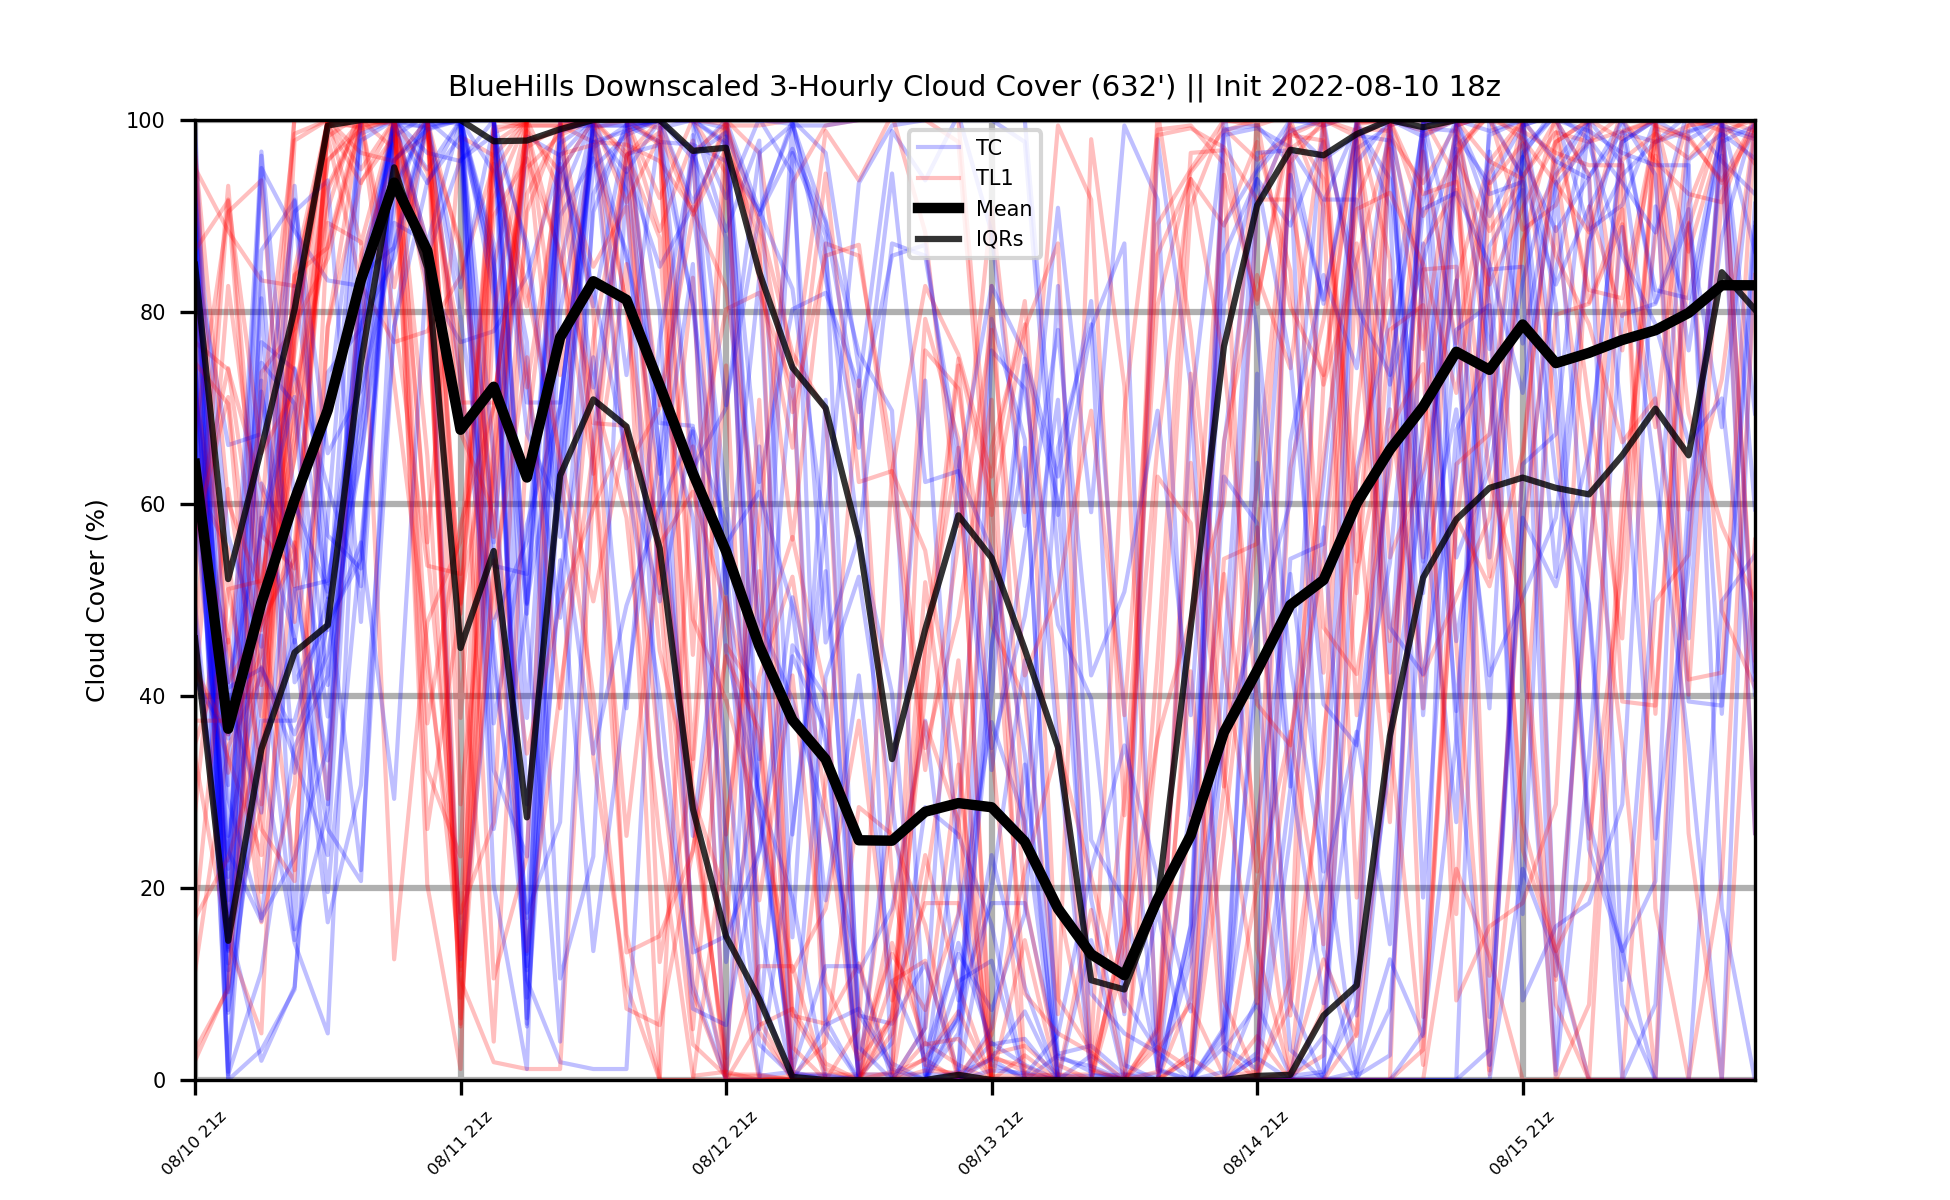 BlueHills Downscaled 3-Hourly Cloud Cover (632') || Init 2022-08-10 18z
TC
TL1
Mean
IQRs
Cloud Cover (%)
100
80
60
40
20
0
08/10 21z
08/11 21z
08/12 21z
08/13 21z
08/14 21z
08/15 21z